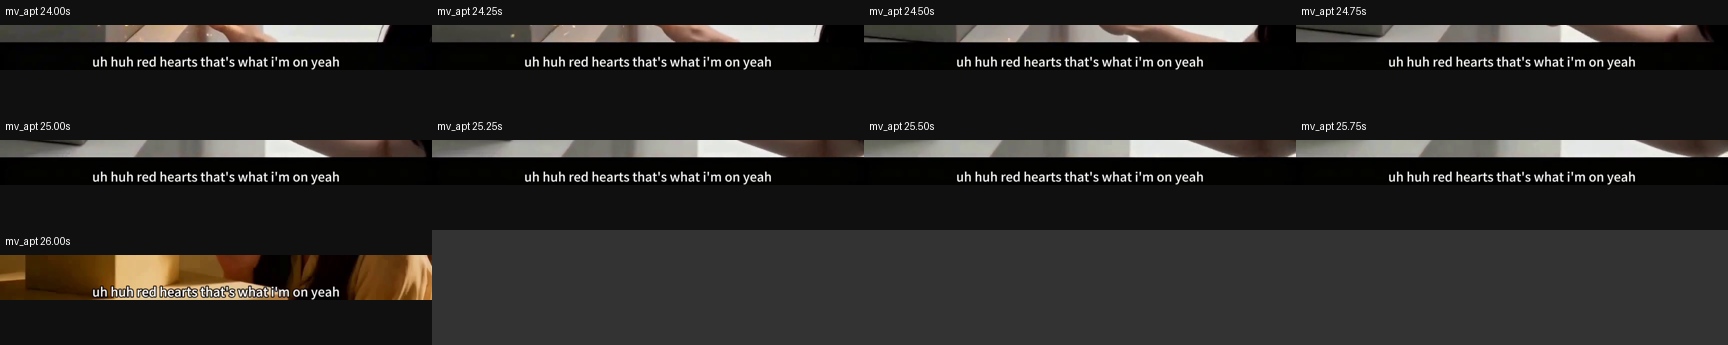 mv_apt 24.00s
mv_apt 24.25s
mv_apt 24.50s
mv_apt 24.75s
uh huh red hearts that's what i'm on yeah
uh huh red hearts that's what i'm on yeah
uh huh red hearts that's what i'm on yeah
uh huh red hearts that's what i'm on yeah
mv_apt 25.00s
mv_apt 25.25s
mv_apt 25.50s
mv_apt 25.75s
uh huh red hearts that's what i'm on yeah
uh huh red hearts that's what i'm on yeah
uh huh red hearts that's what i'm on yeah
uh huh red hearts that's what i'm on yeah
mv_apt 26.00s
uh huh red hearts that's what i'm on yeah